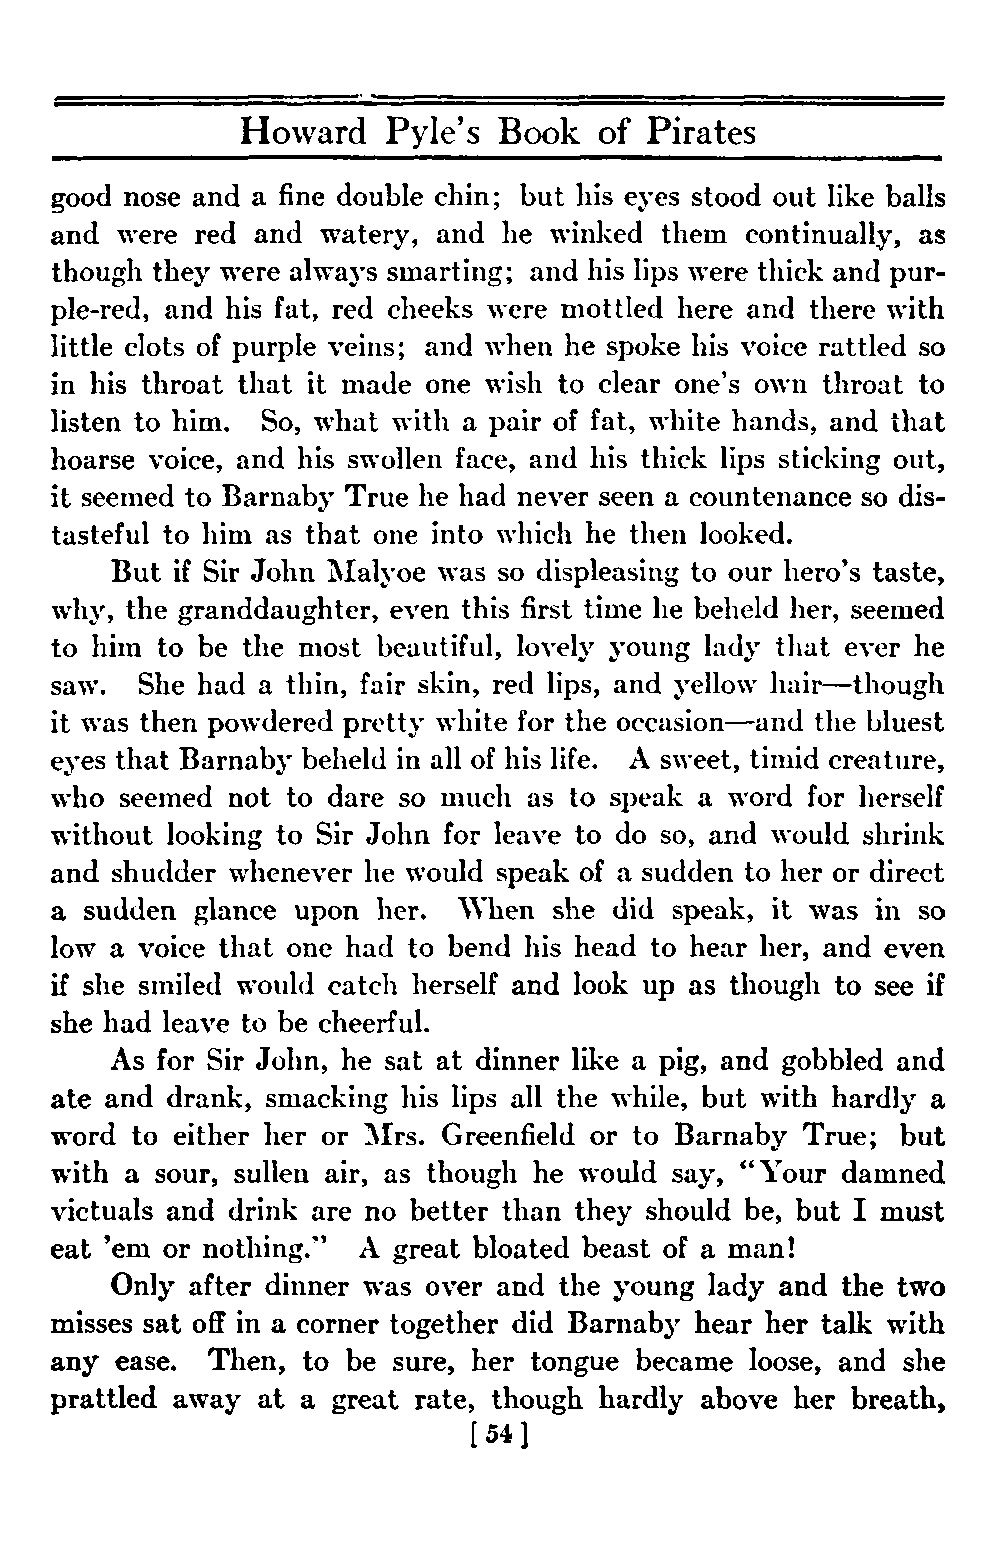 Howard Pyle's Book of Pirates
good nose and a fine double chin; but his eyes stood out like balls
and were red and watery, and he winked them continually, as
though they were always smarting; and his lips were thick and pur-
ple-red, and his fat, red cheeks were mottled here and there with
little clots of purple veins; and when he spoke his voice rattled so
in his throat that it made one wish to clear one's own throat to
listen to him. So, what with a pair of fat, white hands, and that
hoarse voice, and his swollen face, and his thick lips sticking out,
it seemed to Barnaby True he had never seen a countenance so dis-
tasteful to him as that one into which he then looked.
But if Sir John Malyoe was so displeasing to our hero's taste,
why, the granddaughter, even this first time he beheld her, seemed
to him to be the most beautiful, lovely young lady that ever he
saw. She had a thin, fair skin, red lips, and yellow hair—though
it was then powdered pretty white for the occasion—and the bluest
eyes that Barnaby beheld in all of his life. A sweet, timid creature,
who seemed not to dare so much as to speak a word for herself
without looking to Sir John for leave to do so, and would shrink
and shudder whenever he would speak of a sudden to her or direct
a sudden glance upon her. When she did speak, it was in so
low a voice that one had to bend his head to hear her, and even
if she smiled would catch herself and look up as though to see if
she had leave to be cheerful.
As for Sir John, he sat at dinner like a pig, and gobbled and
ate and drank, smacking his lips all the while, but with hardly a
word to either her or Mrs. Greenfield or to Barnaby True; but
with a sour, sullen air, as though he would say, "Your damned
victuals and drink are no better than they should be, but I must
eat 'em or nothing." A great bloated beast of a man!
Only after dinner was over and the young lady and the two
misses sat off in a corner together did Barnaby hear her talk with
any ease. Then, to be sure, her tongue became loose, and she
prattled away at a great rate, though hardly above her breath,
[ 54 ]